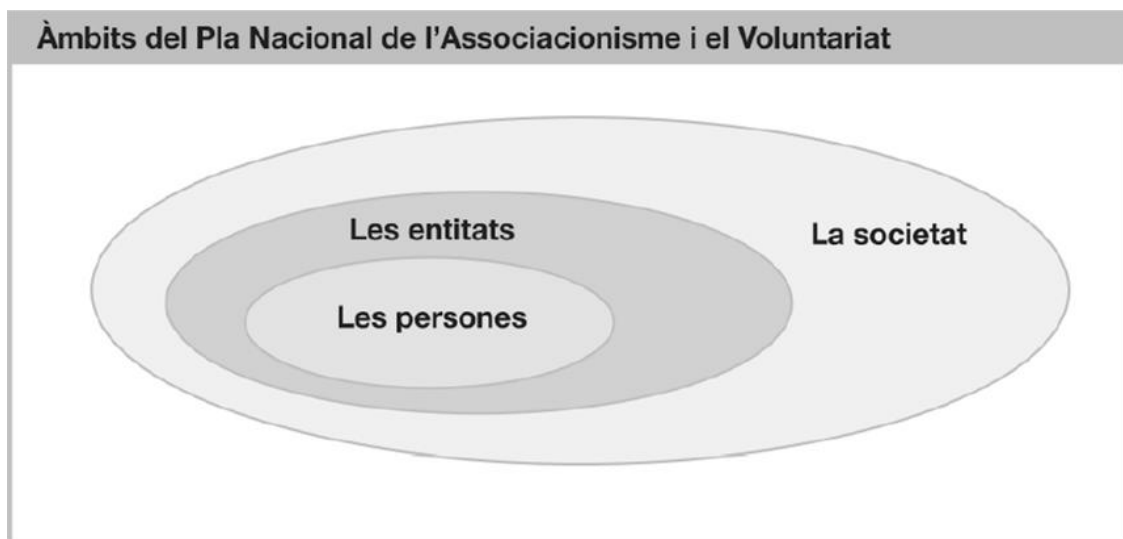 Àmbits del Pla Nacional de l’Associacionisme i el Voluntariat
Les entitats
La societat
Les persones